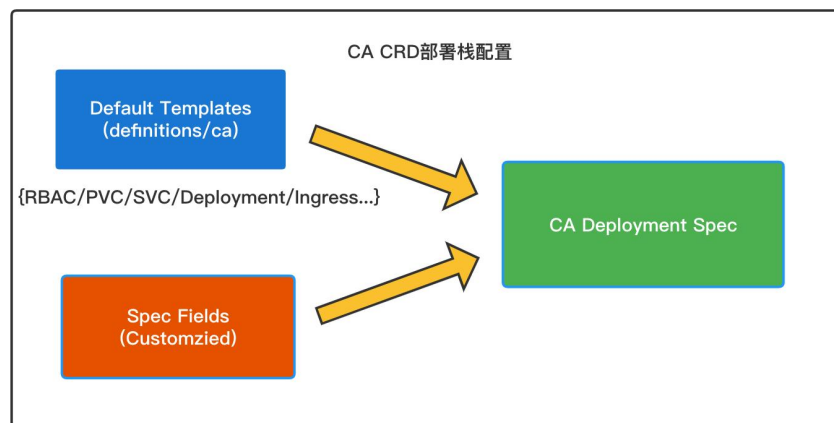 CA CRD部署栈配置
Default Templates
(definitions/ca)
{RBAC/PVC/SVC/Deployment/Ingress...}
CA Deployment Spec
Spec Fields
(Customzied)